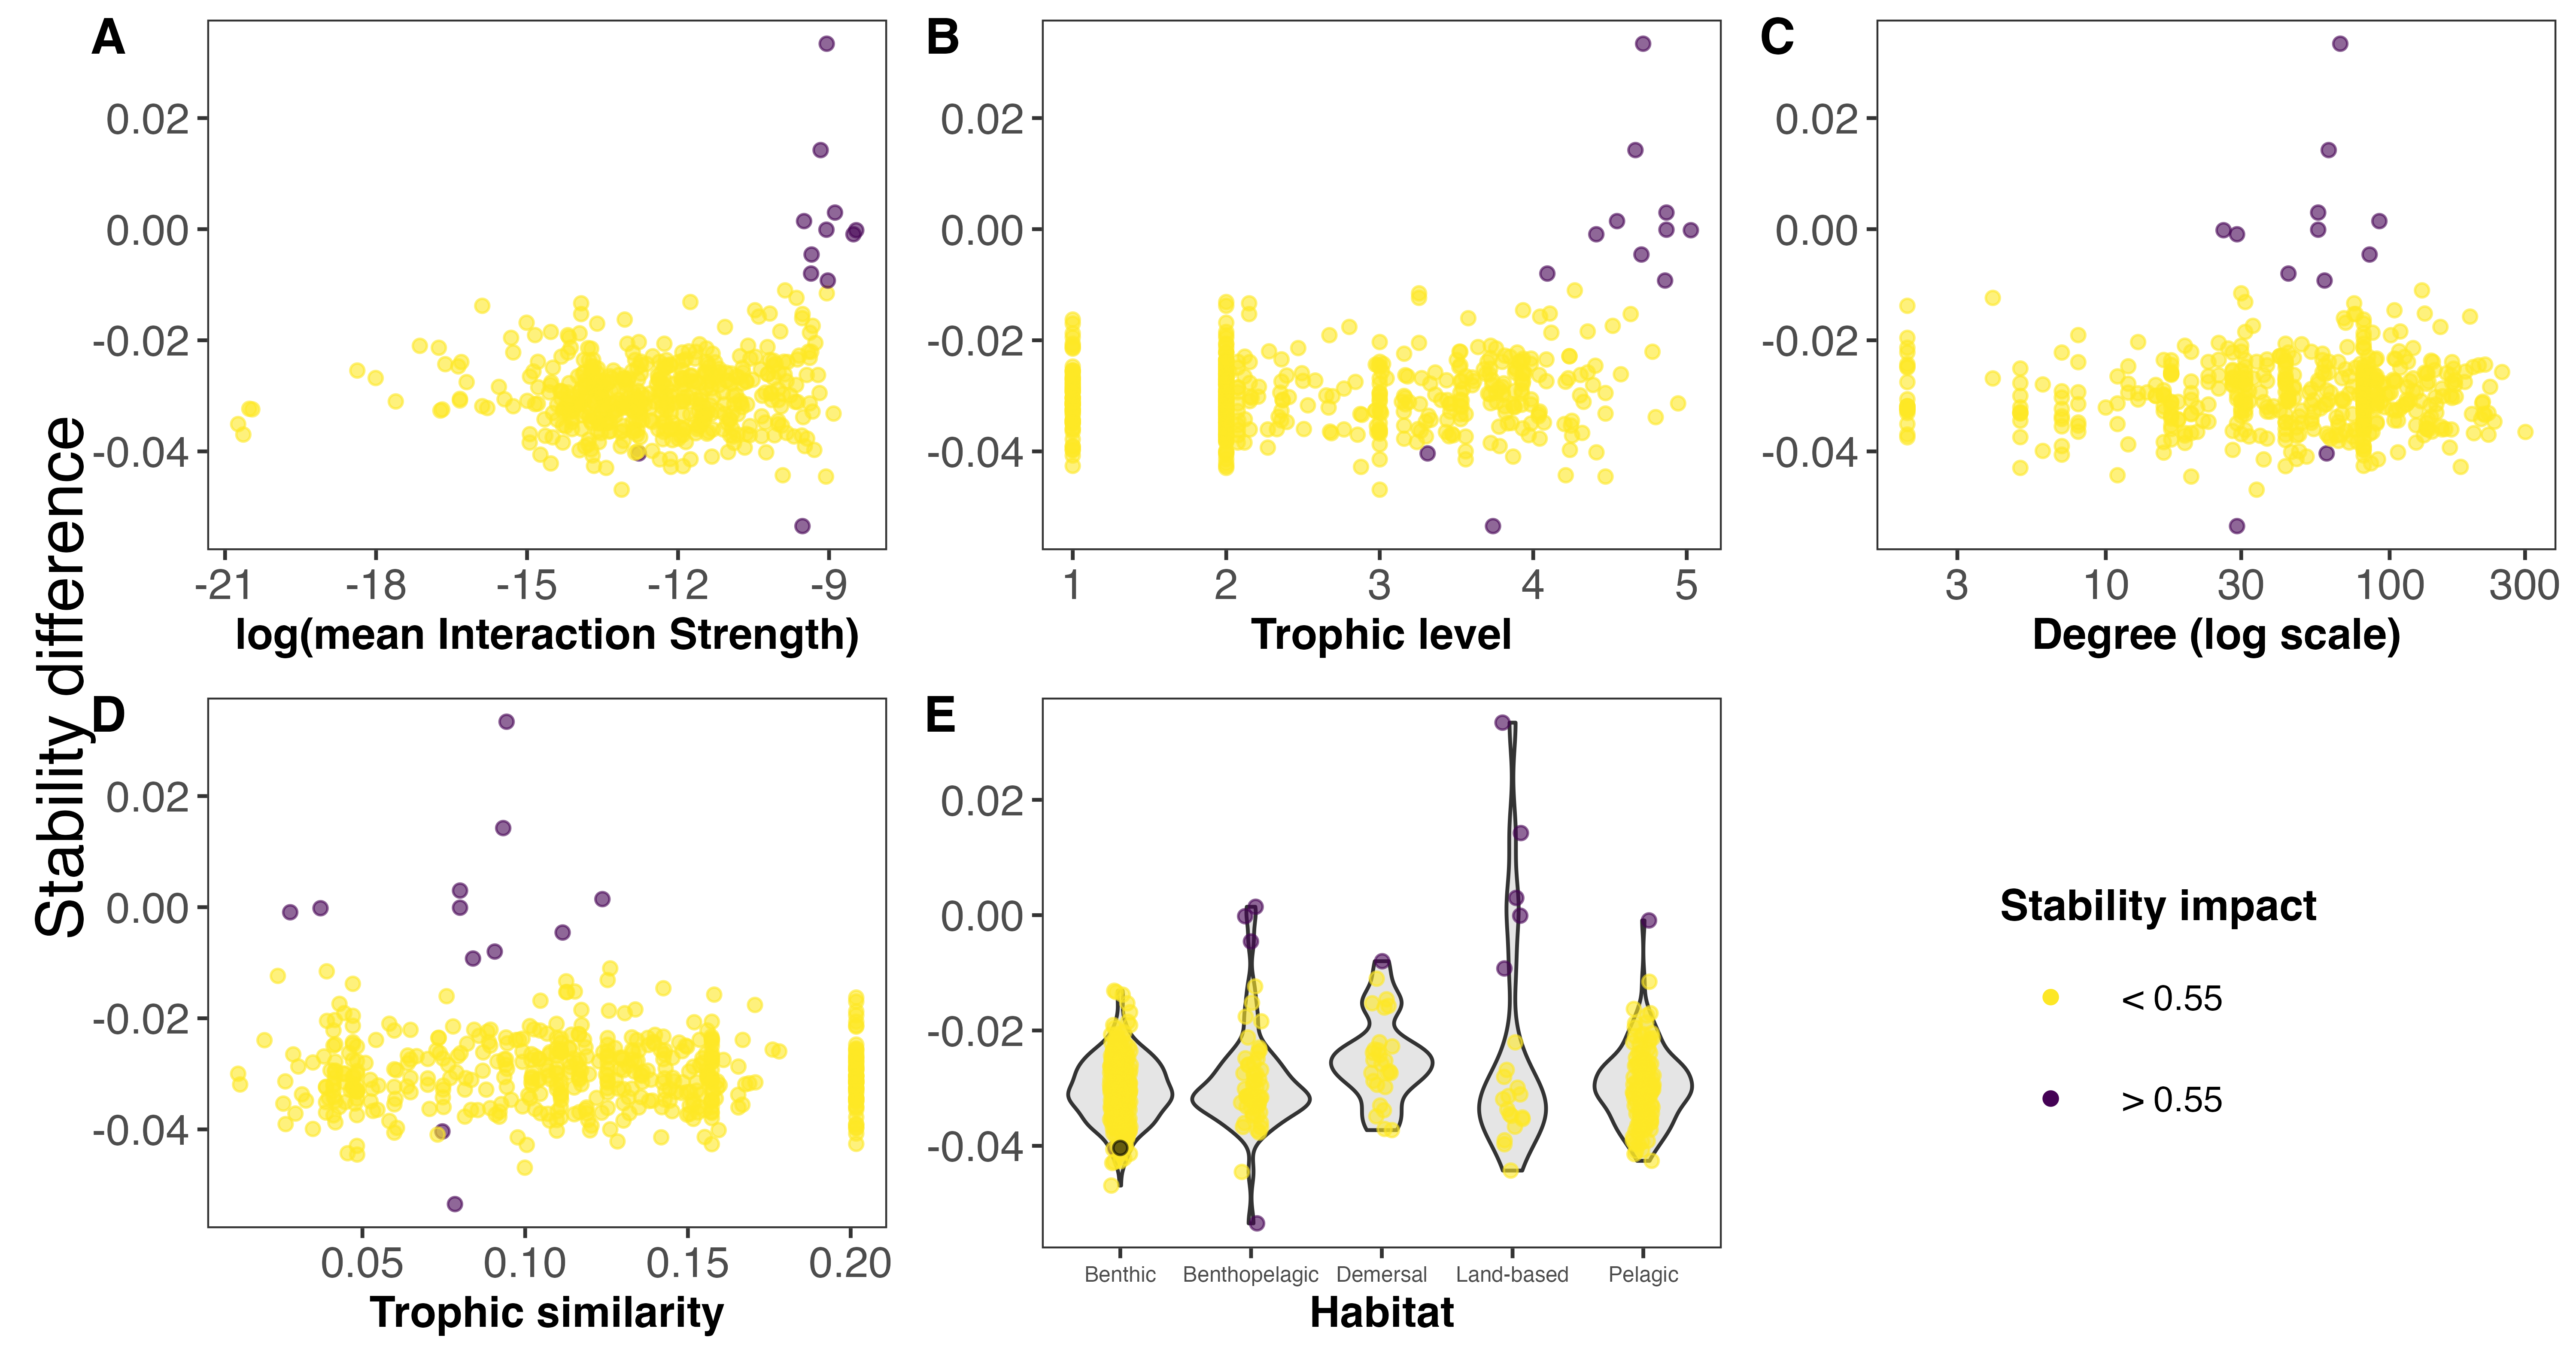 Stability difference
A
0.02
0.00
-0.02
-0.04
-21 -18 -15 -12 -9
log(mean Interaction Strength)
B
0.02
0.00
-0.02
-0.04
1 2 3 4 5
Trophic level
C
0.02
0.00
-0.02
-0.04
3 10 30 100 300
Degree (log scale)
D
0.02
0.00
-0.02
-0.04
0.05 0.10 0.15 0.20
Trophic similarity
E
0.02
0.00
-0.02
-0.04
Benthic Benthopelagic Demersal Land-based Pelagic
Habitat
Stability impact
< 0.55
> 0.55